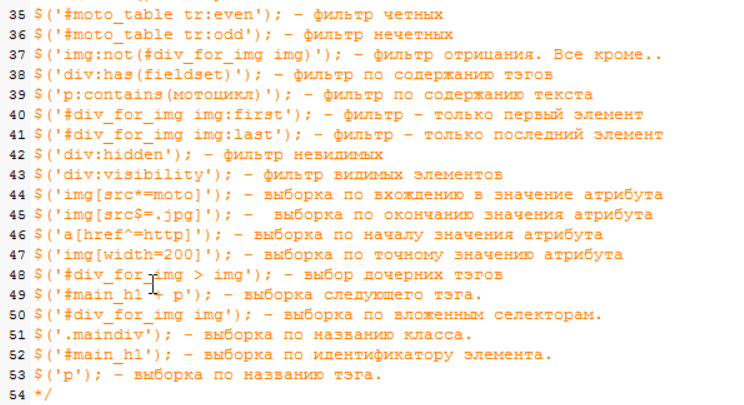 35 $('#moto_table tr:even'); - фильтр четных
36 $('#moto_table tr:odd'); - фильтр нечетных
37 $('img:not(#div_for_img img)'); - фильтр отрицания. Все кроме..
38 $('div:has(fieldset)'); - фильтр по содержанию тэгов
39 $('p:contains(мотоцикл)'); - фильтр по содержанию текста
40 $('#div_for_img img:first'); - фильтр - только первый элемент
41 $('#div_for_img img:last'); - фильтр - только последний элемент
42 $('div:hidden'); - фильтр невидимых
43 $('div:visibility'); - фильтр видимых элементов
44 $('img[src*=moto]'); - выборка по вхождению в значение атрибута
45 $('img[src$=.jpg]'); -  выборка по окончанию значения атрибута
46 $('a[href^=http]'); - выборка по началу значения атрибута
47 $('img[width=200]'); - выборка по точному значению атрибута
48 $('#div_for_img > img'); - выбор дочерних тэгов
49 $('#main_h1 + p'); - выборка следующего тэга.
50 $('#div_for_img img'); - выборка по вложенным селекторам.
51 $('.maindiv'); - выборка по названию класса.
52 $('#main_h1'); - выборка по идентификатору элемента.
53 $('p'); - выборка по названию тэга.
54 */